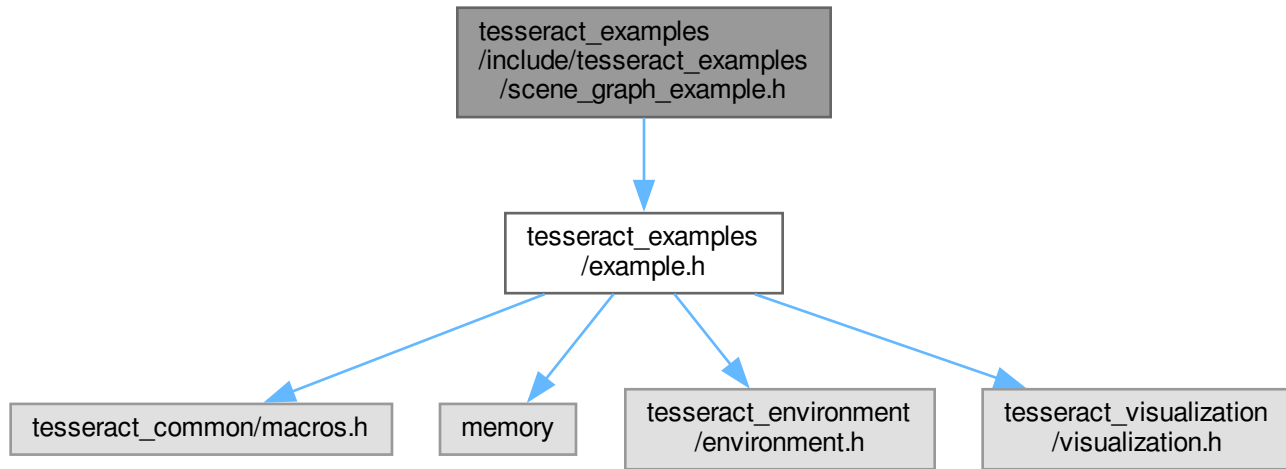 tesseract_examples
/include/tesseract_examples
/scene_graph_example.h
tesseract_examples
/example.h
tesseract_common/macros.h
memory
tesseract_environment
/environment.h
tesseract_visualization
/visualization.h